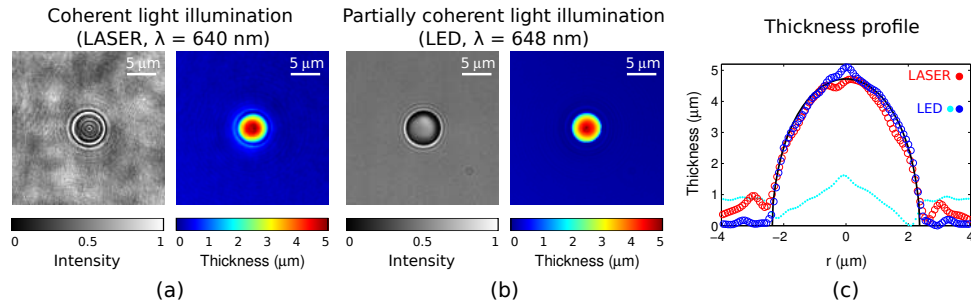 Coherent light illumination
(LASER, λ = 640 nm)
5 μm
5 μm
0 0.5 1
Intensity
0 1 2 3 4 5
Thickness (μm)
(a)
Partially coherent light illumination
(LED, λ = 648 nm)
5 μm
5 μm
0 0.5 1
Intensity
0 1 2 3 4 5
Thickness (μm)
(b)
Thickness profile
LASER
LED
Thickness (μm)
5
4
3
2
1
0
−4 −2 0 2 4
r (μm)
(c)